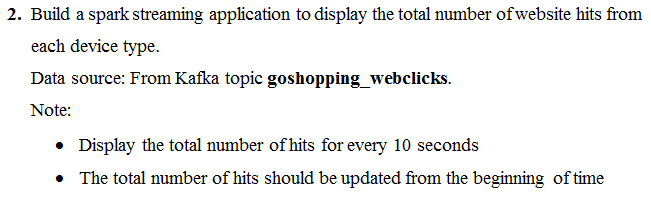 2. Build a spark streaming application to display the total number of website hits from
each device type.
Data source: From Kafka topic goshopping_webclicks.
Note:
• Display the total number of hits for every 10 seconds
• The total number of hits should be updated from the beginning of time